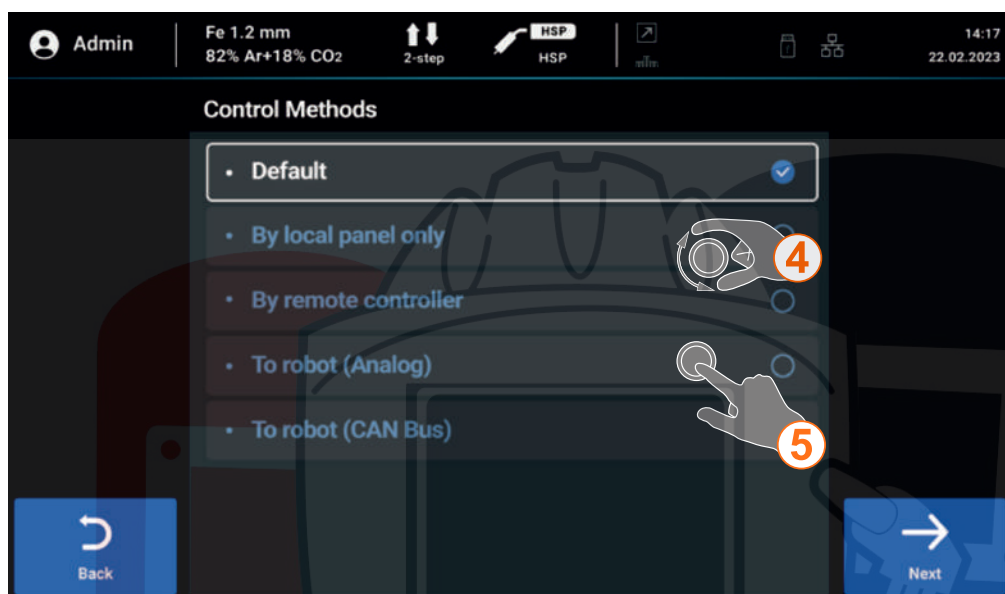 Admin
Fe 1.2 mm
82% Ar+18% CO2
2-step
HSP
HSP
14:17
22.02.2023
Control Methods
• Default
• By local panel only
4
• By remote controller
• To robot (Analog)
• To robot (CAN Bus)
5
Back
Next